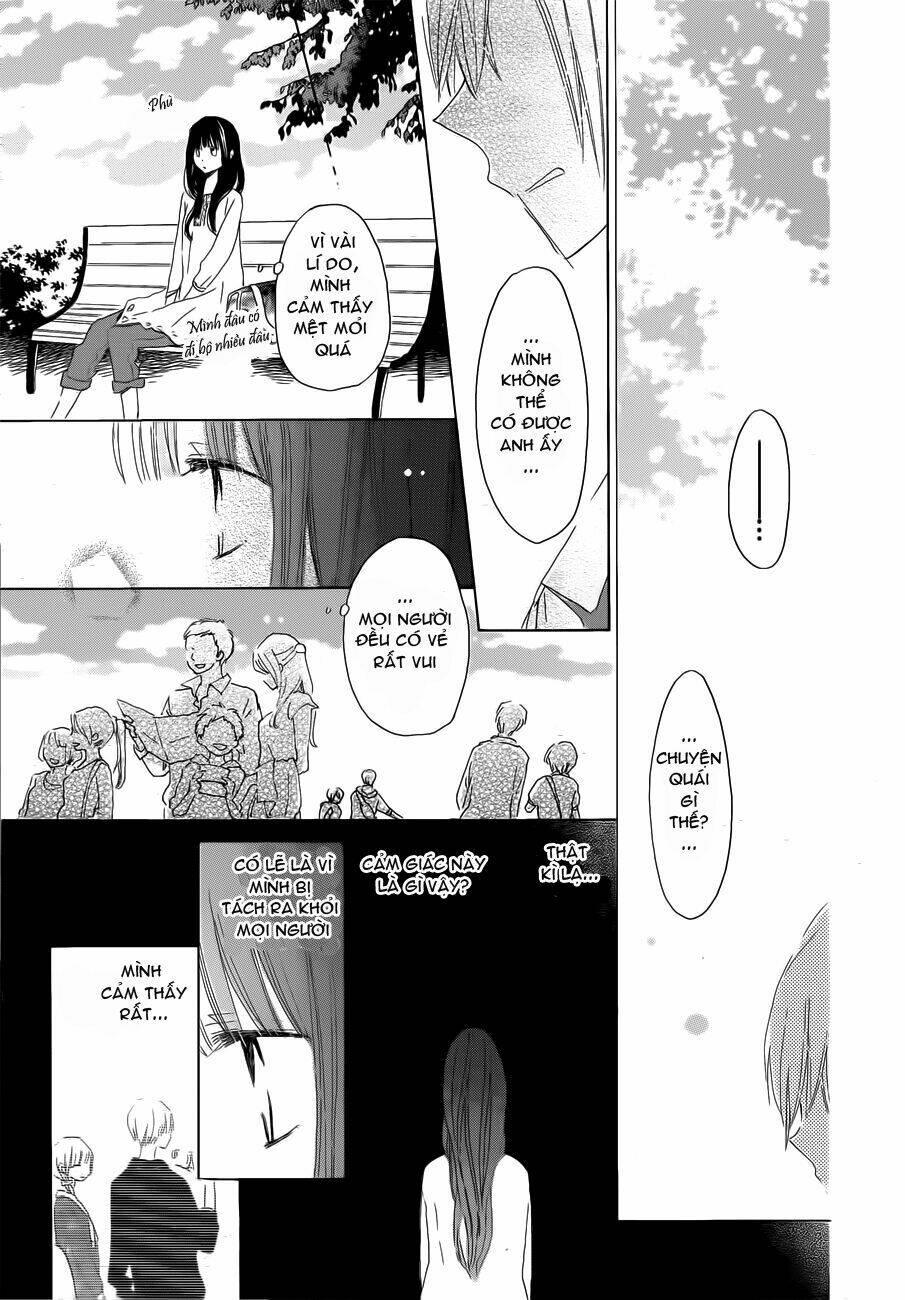 ...
...
CHUYỆN
QUÁI
GÌ
THẾ?
...
...
MÌNH
KHÔNG
THỂ
CÓ ĐƯỢC
ANH ẤY
...
Phù
VÌ VÀI
LÍ DO,
MÌNH
CẢM THẤY
MỆT MỎI
QUÁ
Mình đâu có
đi bộ nhiều đâu
...
MỌI NGƯỜI
ĐỀU CÓ VẺ
RẤT VUI
THẬT
KÌ LẠ...
CẢM GIÁC NÀY
LÀ GÌ VẬY?
CÓ LẼ LÀ VÌ
MÌNH BỊ
TÁCH RA KHỎI
MỌI NGƯỜI
MÌNH
CẢM THẤY
RẤT...